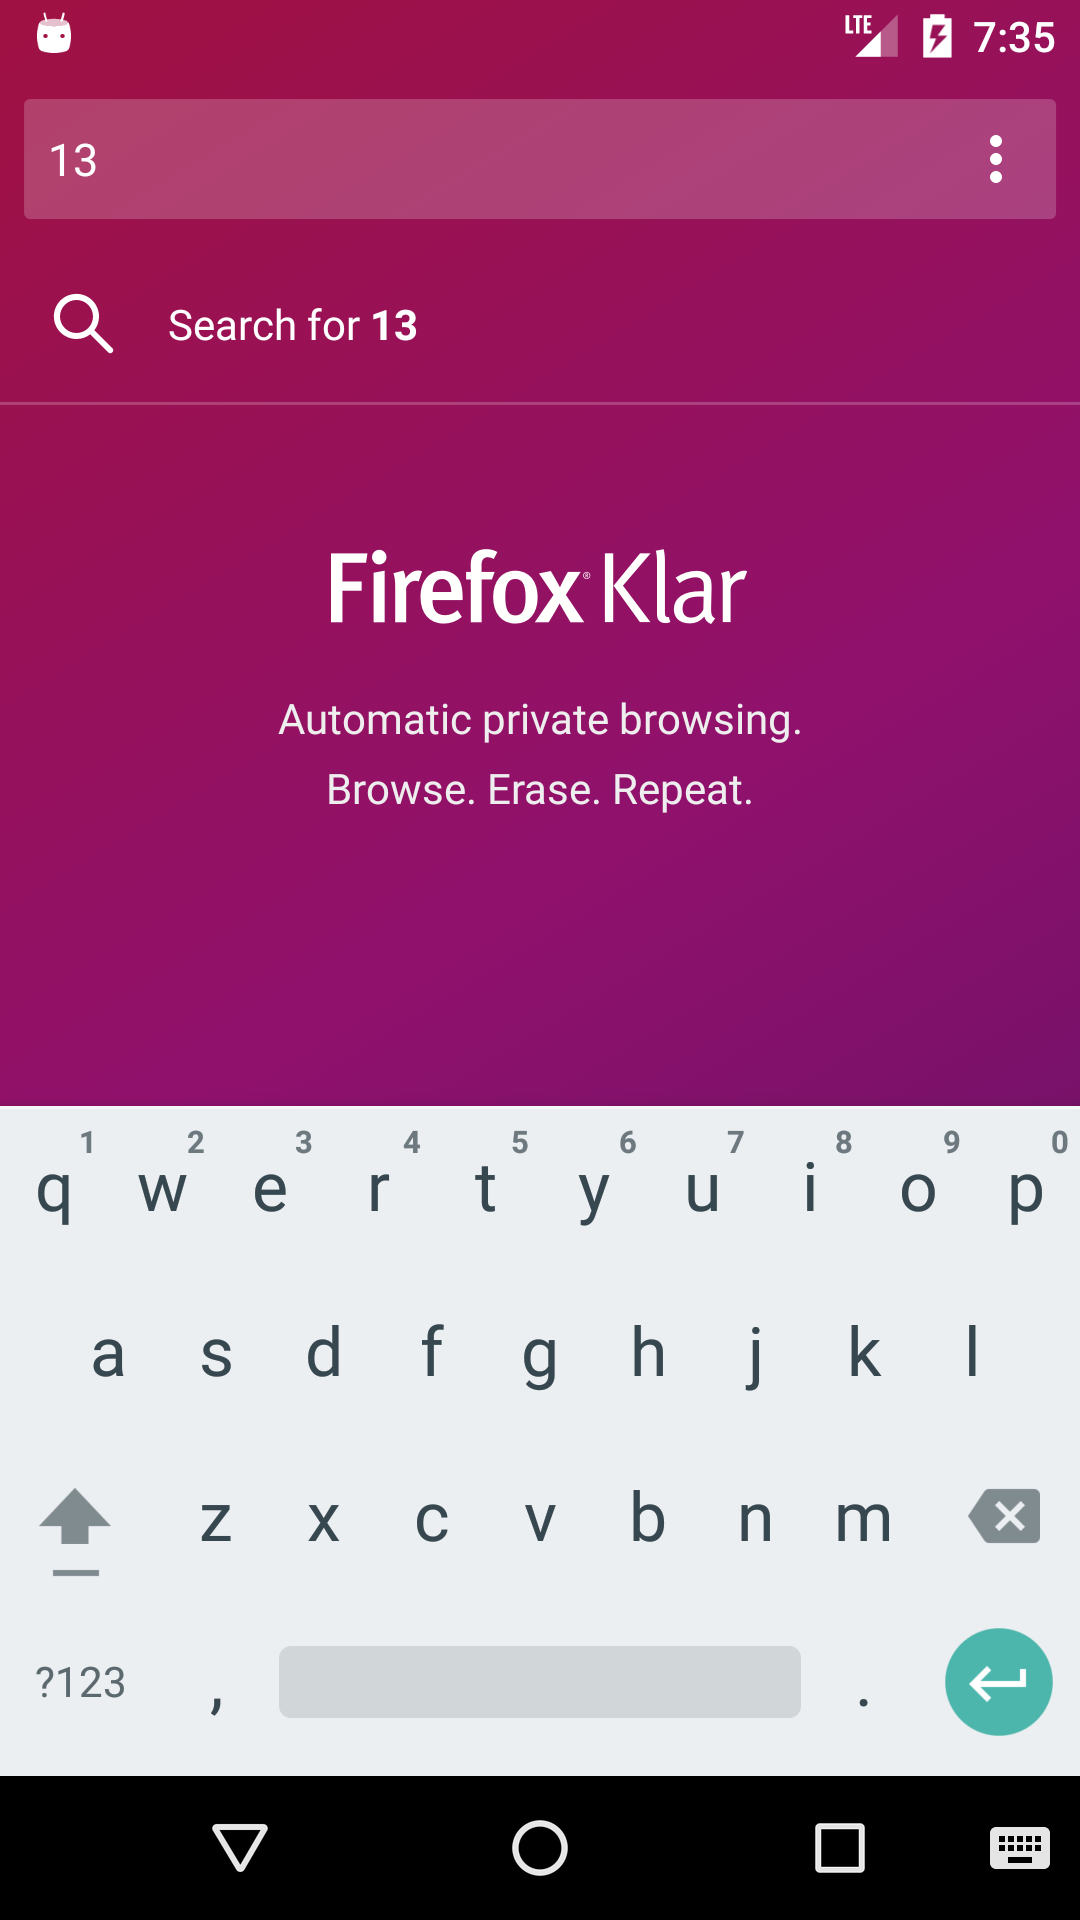 LTE 7:35
13
Search for 13
Firefox® Klar
Automatic private browsing.
Browse. Erase. Repeat.
1 2 3 4 5 6 7 8 9 0
q w e r t y u i o p
a s d f g h j k l
z x c v b n m
?123 , .